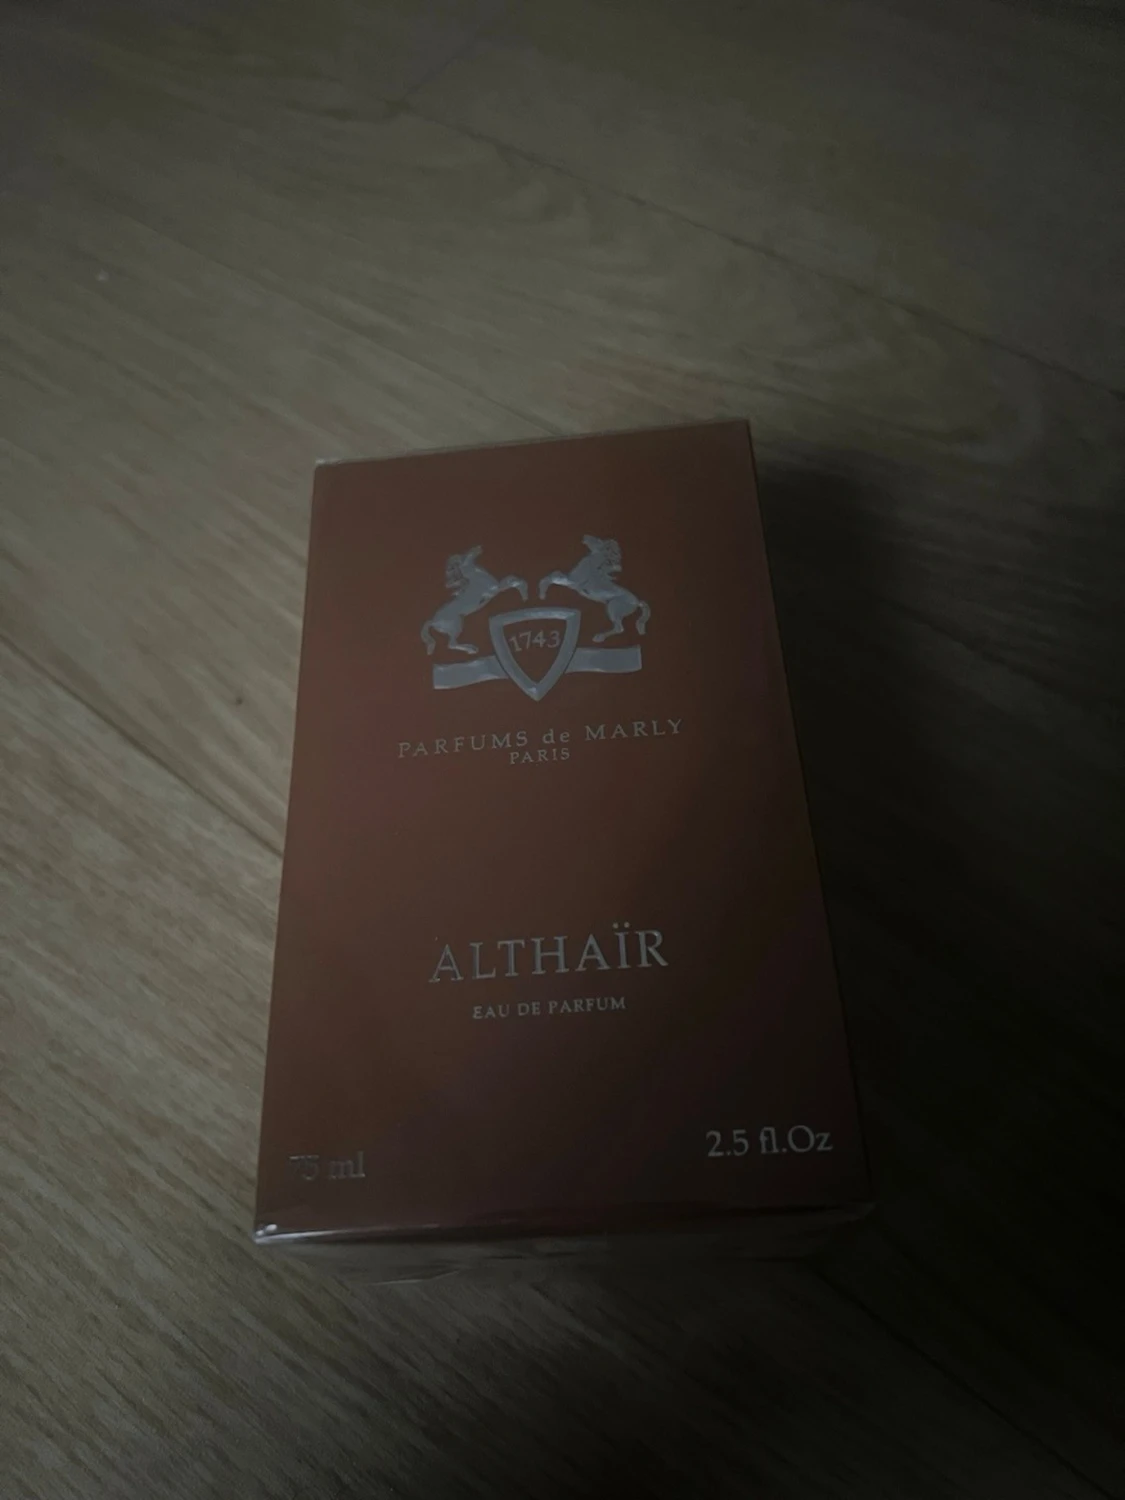 1743
PARFUMS de MARLY
PARIS
ALTHAÏR
EAU DE PARFUM
75 ml
2.5 fl.Oz